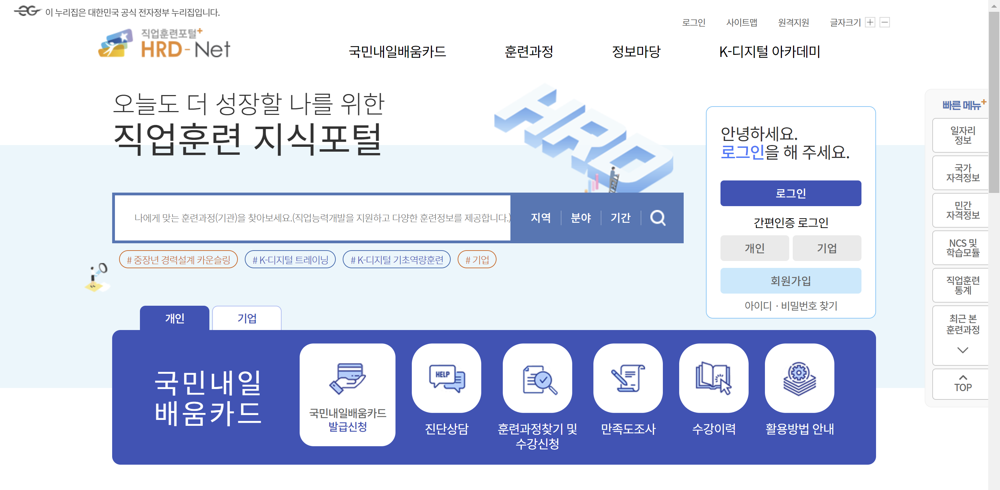 이 누리집은 대한민국 공식 전자정부 누리집입니다.
로그인 사이트맵 원격지원 글자크기
직업훈련포털+
HRD-Net
국민내일배움카드 훈련과정 정보마당 K-디지털 아카데미
오늘도 더 성장할 나를 위한
직업훈련 지식포털
HRD
나에게 맞는 훈련과정(기관)을 찾아보세요.(직업능력개발을 지원하고 다양한 훈련정보를 제공합니다.)
지역 분야 기간
# 중장년 경력설계 카운슬링 # K-디지털 트레이닝 # K-디지털 기초역량훈련 # 기업
안녕하세요.
로그인을 해 주세요.
로그인
간편인증 로그인
개인 기업
회원가입
아이디 · 비밀번호 찾기
빠른 메뉴+
일자리
정보
국가
자격정보
민간
자격정보
NCS 및
학습모듈
직업훈련
통계
최근 본
훈련과정
TOP
개인 기업
국민내일
배움카드
국민내일배움카드
발급신청
HELP
진단상담
훈련과정찾기 및
수강신청
만족도조사
수강이력
활용방법 안내